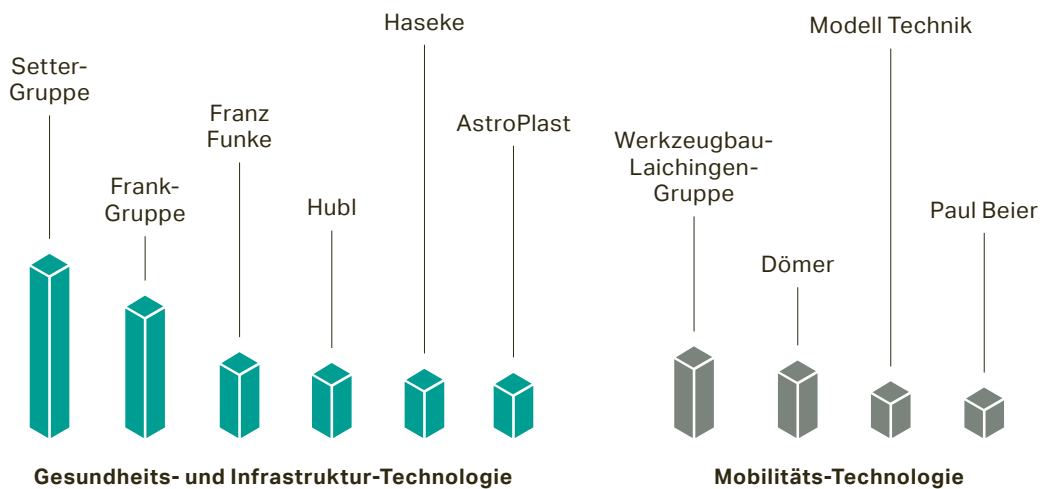 Setter-
Gruppe
Frank-
Gruppe
Franz
Funke
Hubl
Haseke
AstroPlast
Werkzeugbau-
Laichingen-
Gruppe
Dömer
Modell Technik
Paul Beier
Gesundheits- und Infrastruktur-Technologie
Mobilitäts-Technologie